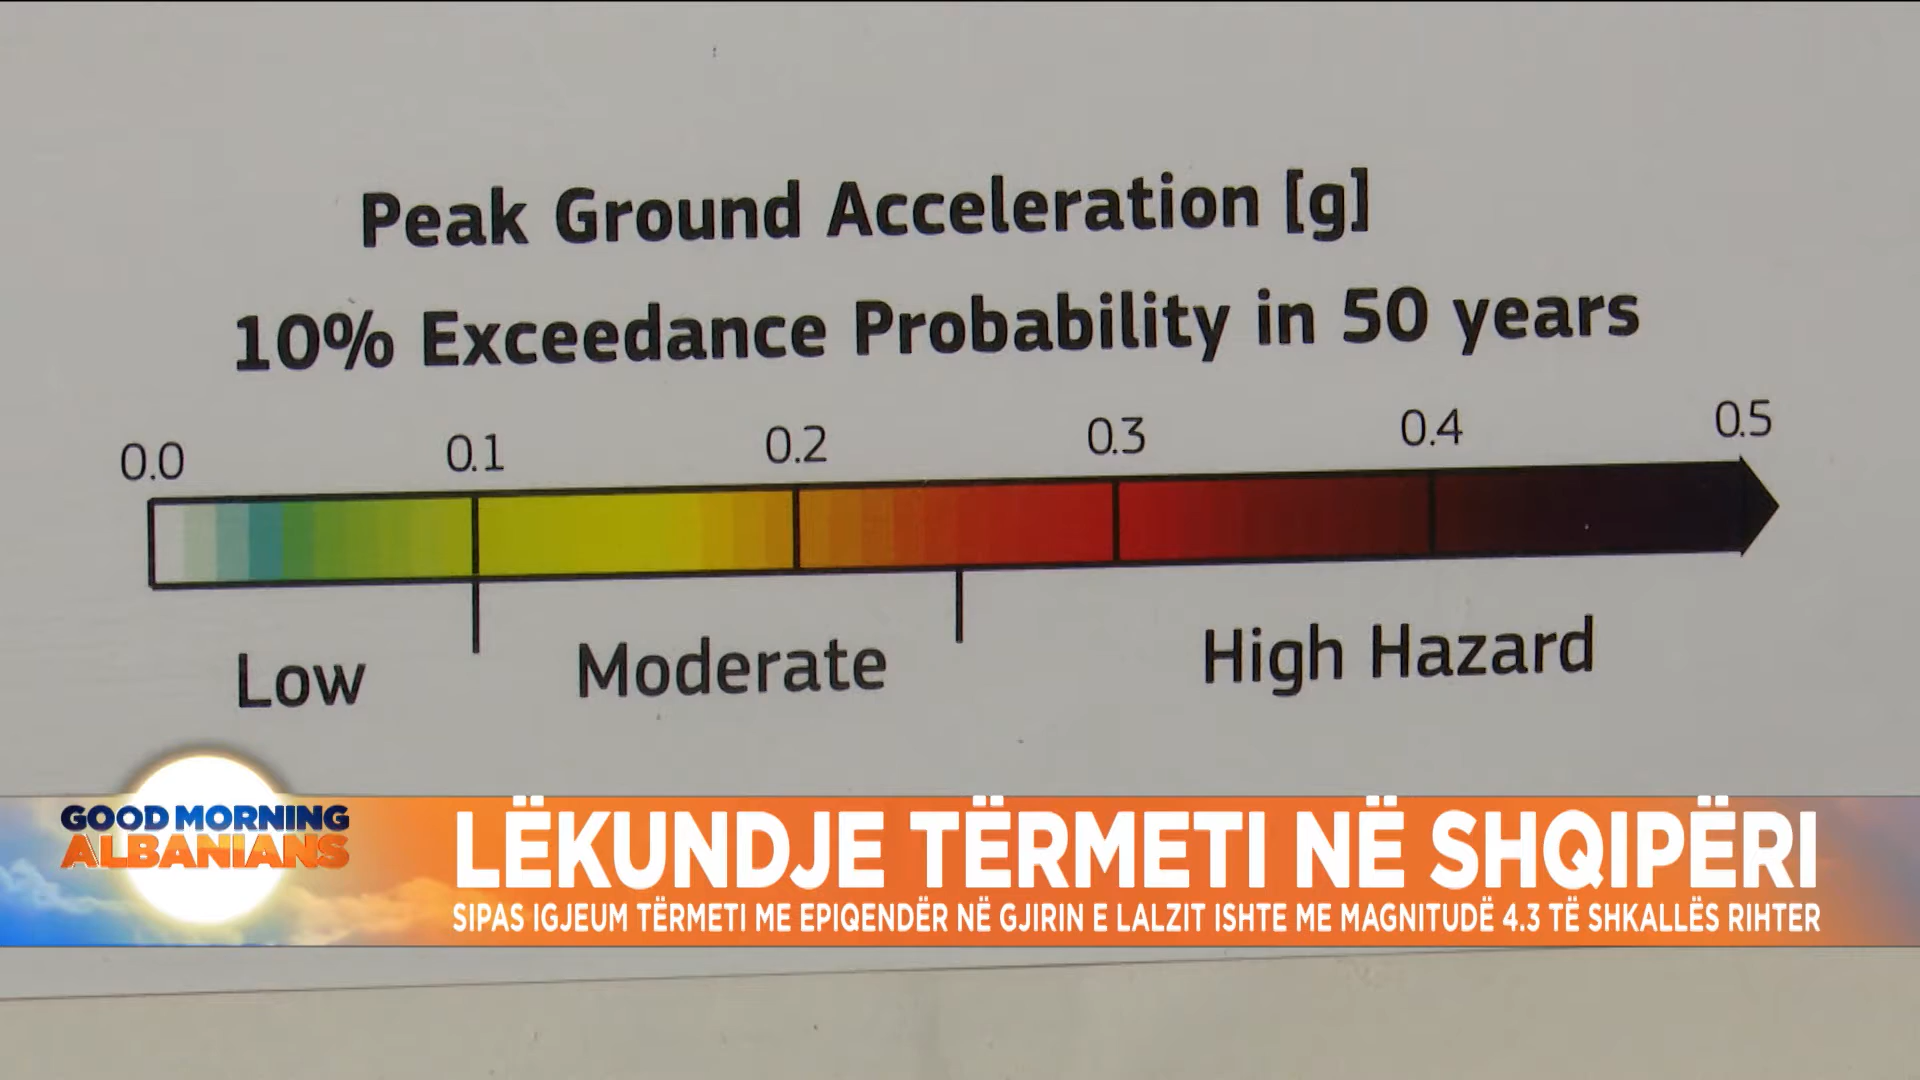 Peak Ground Acceleration [g]
10% Exceedance Probability in 50 years
0.0 0.1 0.2 0.3 0.4 0.5
Low Moderate High Hazard
GOOD MORNING
ALBANIANS
LËKUNDJE TËRMETI NË SHQIPËRI
SIPAS IGJEUM TËRMETI ME EPIQENDËR NË GJIRIN E LALZIT ISHTE ME MAGNITUDË 4.3 TË SHKALLËS RIHTER